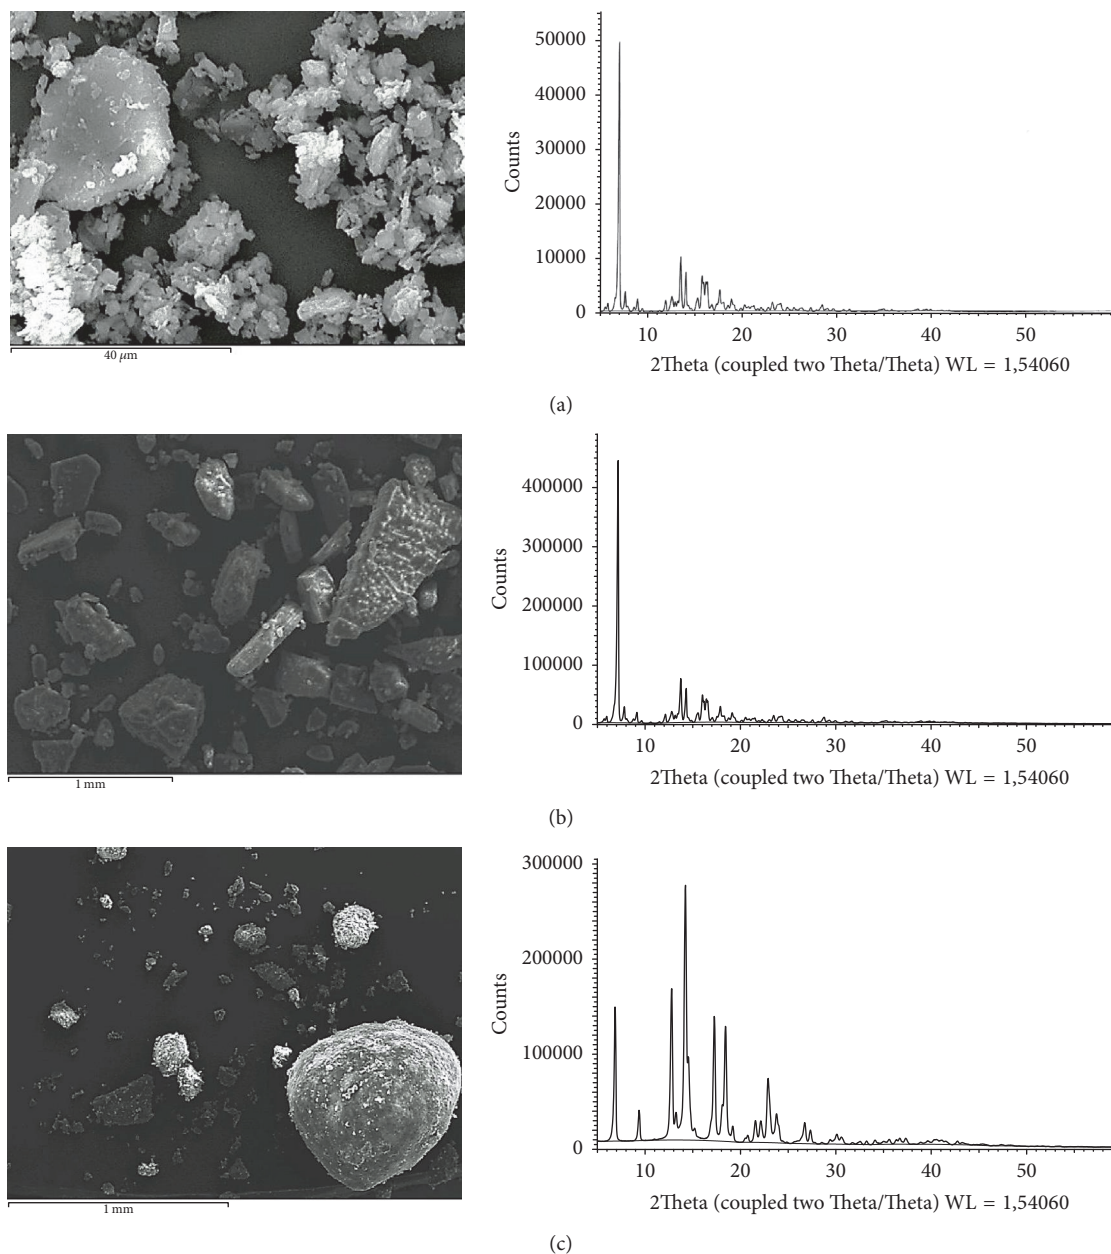 50000
40000
30000
20000
10000
0
Counts
10 20 30 40 50
2Theta (coupled two Theta/Theta) WL = 1,54060
40 μm
(a)
400000
300000
200000
100000
0
Counts
10 20 30 40 50
2Theta (coupled two Theta/Theta) WL = 1,54060
1 mm
(b)
300000
200000
100000
0
Counts
10 20 30 40 50
2Theta (coupled two Theta/Theta) WL = 1,54060
1 mm
(c)